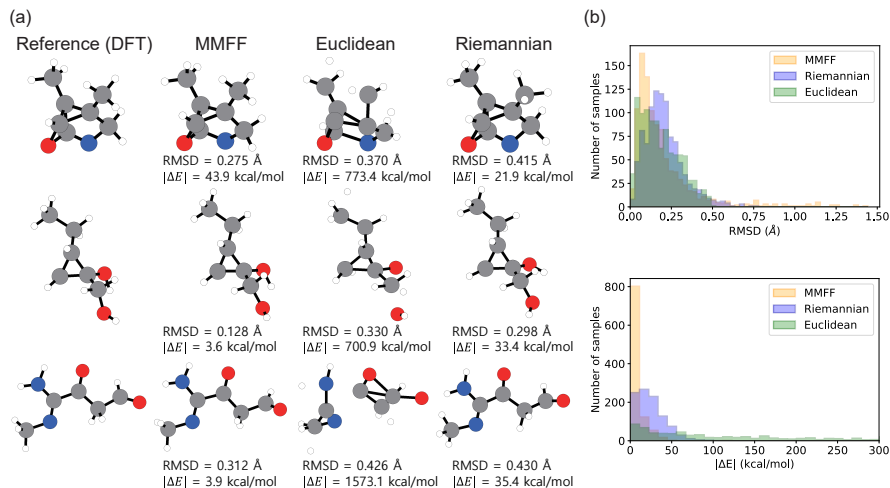 (a)
Reference (DFT) MMFF Euclidean Riemannian
RMSD = 0.275 Å RMSD = 0.370 Å RMSD = 0.415 Å
|ΔE| = 43.9 kcal/mol |ΔE| = 773.4 kcal/mol |ΔE| = 21.9 kcal/mol
RMSD = 0.128 Å RMSD = 0.330 Å RMSD = 0.298 Å
|ΔE| = 3.6 kcal/mol |ΔE| = 700.9 kcal/mol |ΔE| = 33.4 kcal/mol
RMSD = 0.312 Å RMSD = 0.426 Å RMSD = 0.430 Å
|ΔE| = 3.9 kcal/mol |ΔE| = 1573.1 kcal/mol |ΔE| = 35.4 kcal/mol
(b)
MMFF
Riemannian
Euclidean
Number of samples
150
125
100
75
50
25
0
0.00 0.25 0.50 0.75 1.00 1.25 1.50
RMSD (Å)
MMFF
Riemannian
Euclidean
Number of samples
800
600
400
200
0
0 50 100 150 200 250 300
|ΔE| (kcal/mol)